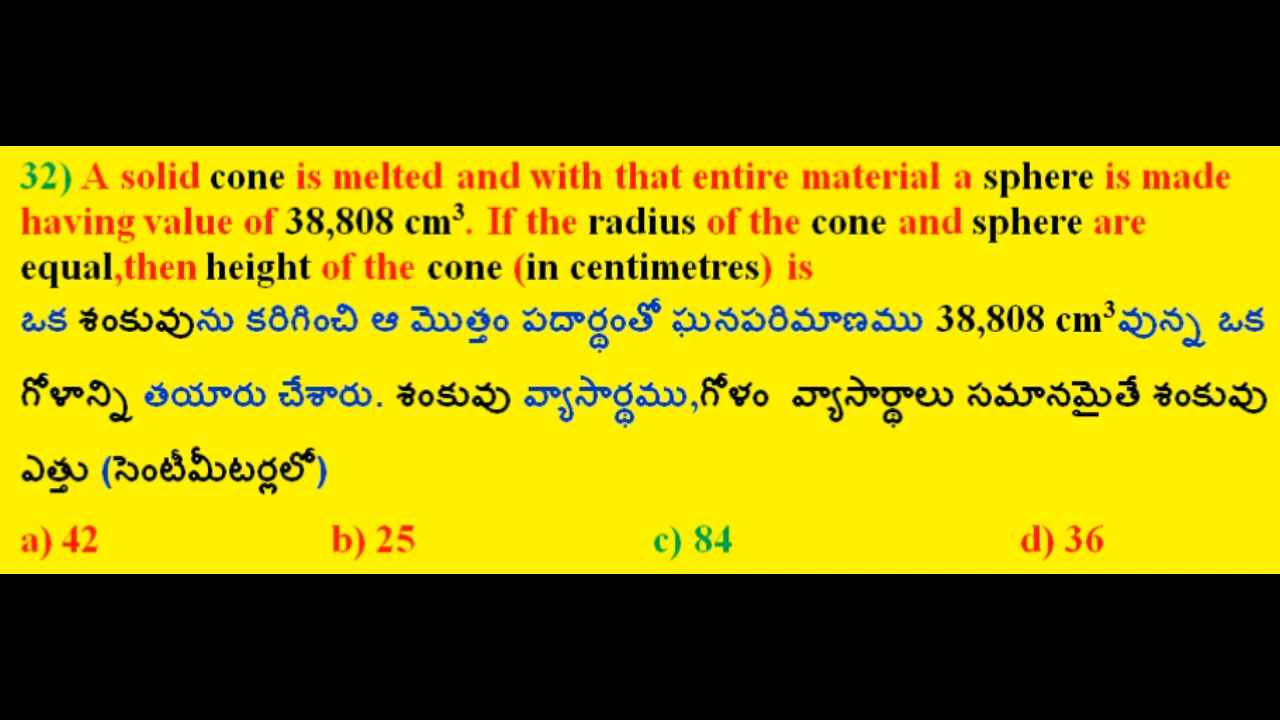 32) A solid cone is melted and with that entire material a sphere is made
having value of 38,808 cm³. If the radius of the cone and sphere are
equal,then height of the cone (in centimetres) is
ఒక శంకువును కరిగించి ఆ మొత్తం పదార్థంతో ఘనపరిమాణము 38,808 cm³వున్న ఒక
గోళాన్ని తయారు చేశారు. శంకువు వ్యాసార్థము,గోళం వ్యాసార్థాలు సమానమైతే శంకువు
ఎత్తు (సెంటీమీటర్లలో)
a) 42 b) 25 c) 84 d) 36